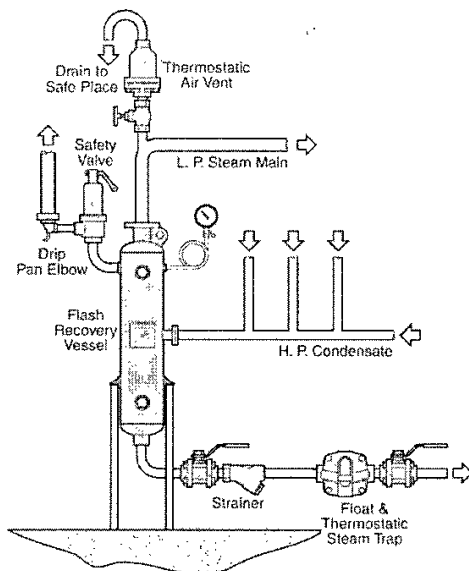 Drain to
Safe Place
Thermostatic
Air Vent
Safety
Valve
L. P. Steam Main
Drip
Pan Elbow
Flash
Recovery
Vessel
H. P. Condensate
Strainer
Float &
Thermostatic
Steam Trap